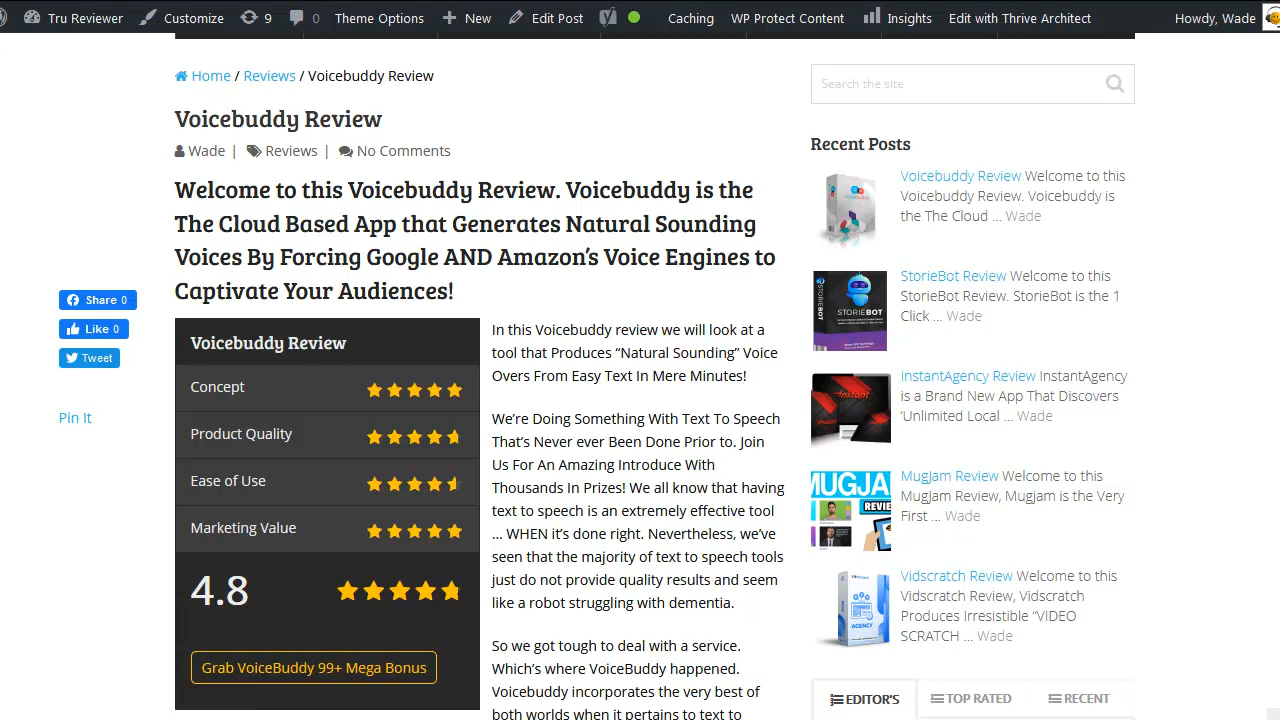 Tru Reviewer Customize 9 0 Theme Options New Edit Post Caching WP Protect Content Insights Edit with Thrive Architect Howdy, Wade
Home / Reviews / Voicebuddy Review
Search the site
Voicebuddy Review
Wade | Reviews | No Comments
Welcome to this Voicebuddy Review. Voicebuddy is the
The Cloud Based App that Generates Natural Sounding
Voices By Forcing Google AND Amazon’s Voice Engines to
Captivate Your Audiences!
Share 0
Like 0
Tweet
Pin It
Voicebuddy Review
Concept
Product Quality
Ease of Use
Marketing Value
4.8
Grab VoiceBuddy 99+ Mega Bonus
In this Voicebuddy review we will look at a
tool that Produces “Natural Sounding” Voice
Overs From Easy Text In Mere Minutes!
We’re Doing Something With Text To Speech
That’s Never ever Been Done Prior to. Join
Us For An Amazing Introduce With
Thousands In Prizes! We all know that having
text to speech is an extremely effective tool
… WHEN it’s done right. Nevertheless, we’ve
seen that the majority of text to speech tools
just do not provide quality results and seem
like a robot struggling with dementia.
So we got tough to deal with a service.
Which’s where VoiceBuddy happened.
Voicebuddy incorporates the very best of
both worlds when it pertains to text to
Recent Posts
Voicebuddy Review Welcome to this
Voicebuddy Review. Voicebuddy is
the The Cloud ... Wade
StorieBot Review Welcome to this
StorieBot Review. StorieBot is the 1
Click ... Wade
STORIEBOT
InstantAgency Review InstantAgency
is a Brand New App That Discovers
‘Unlimited Local ... Wade
Instant
MugJam Review Welcome to this
MugJam Review, Mugjam is the Very
First ... Wade
MUGJA
REVIE
Vidscratch Review Welcome to this
Vidscratch Review, Vidscratch
Produces Irresistible “VIDEO
SCRATCH ... Wade
AGENCY
EDITOR'S TOP RATED RECENT